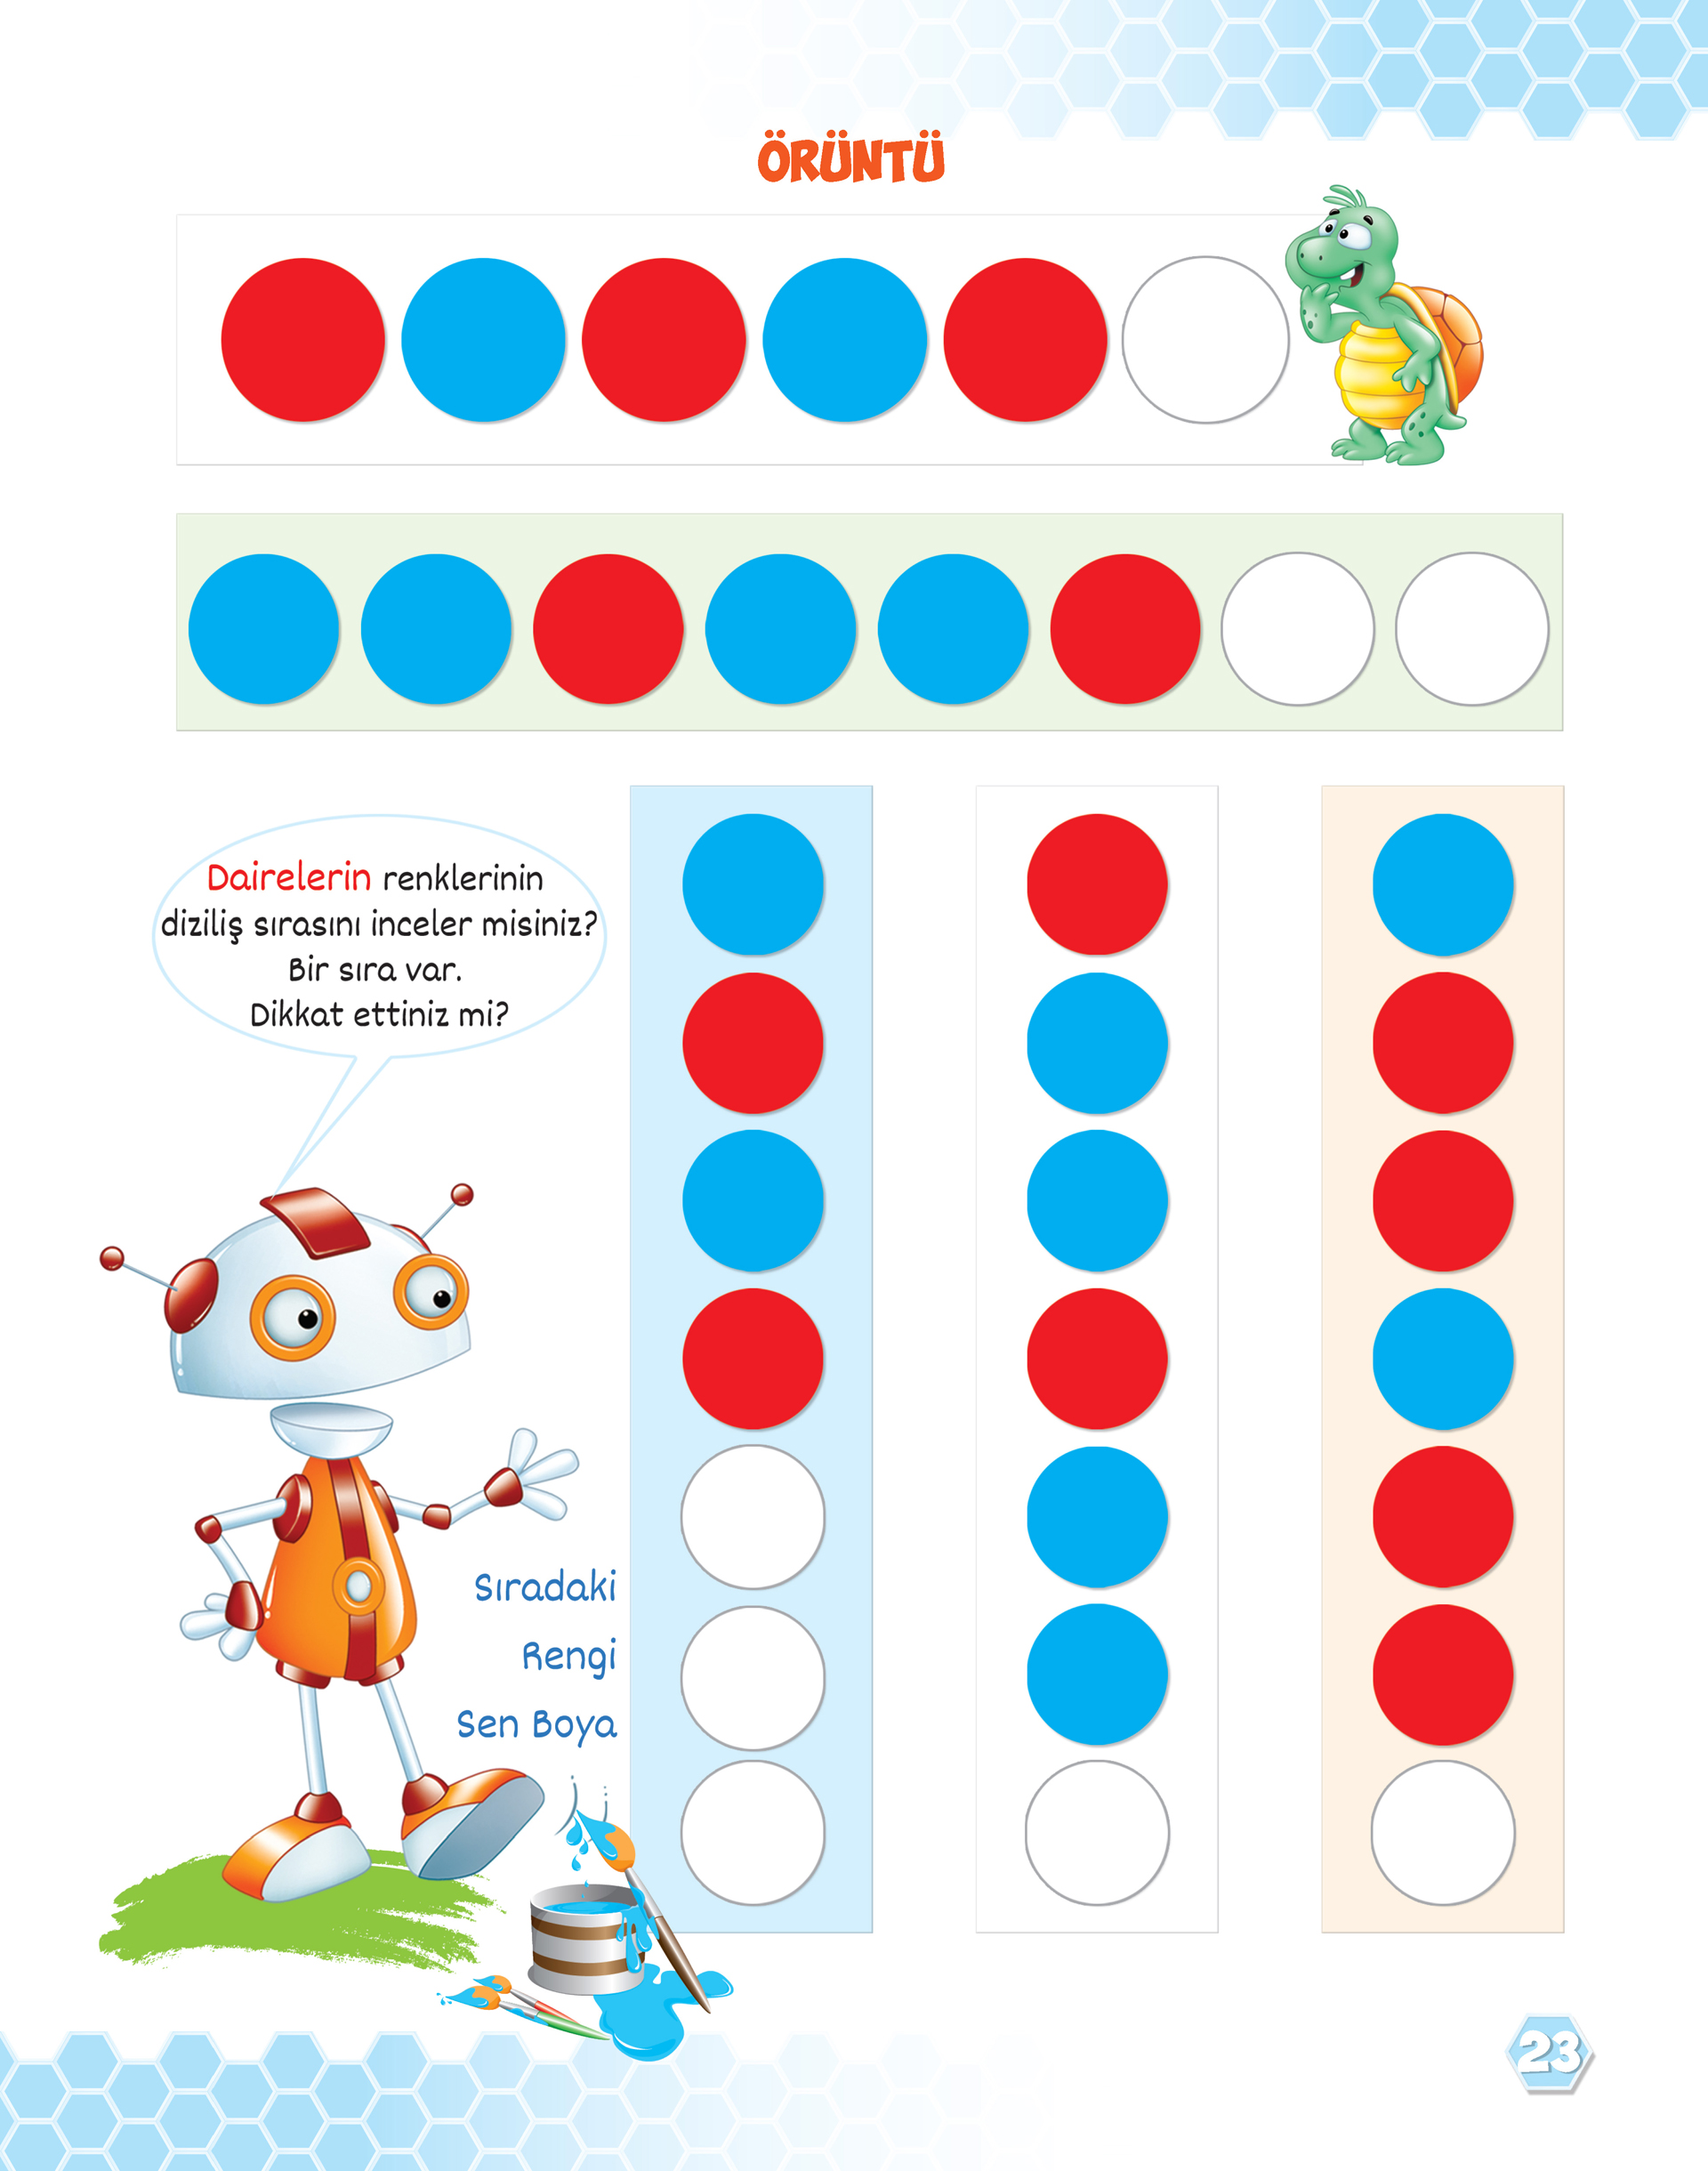 ÖRÜNTÜ
Dairelerin renklerinin
diziliş sırasını inceler misiniz?
Bir sıra var.
Dikkat ettiniz mi?
Sıradaki
Rengi
Sen Boya
23